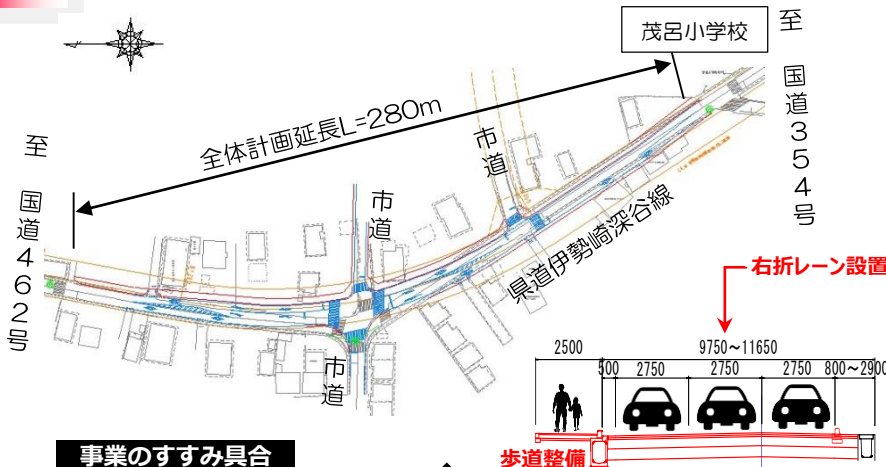 茂呂小学校
至 国道354号
全体計画延長L=280m
市道
市道
至 国道462号
県道伊勢崎深谷線
市道
右折レーン設置
9750~11650
2500
500
2750
2750
2750
800~2900
歩道整備
事業のすすみ具合